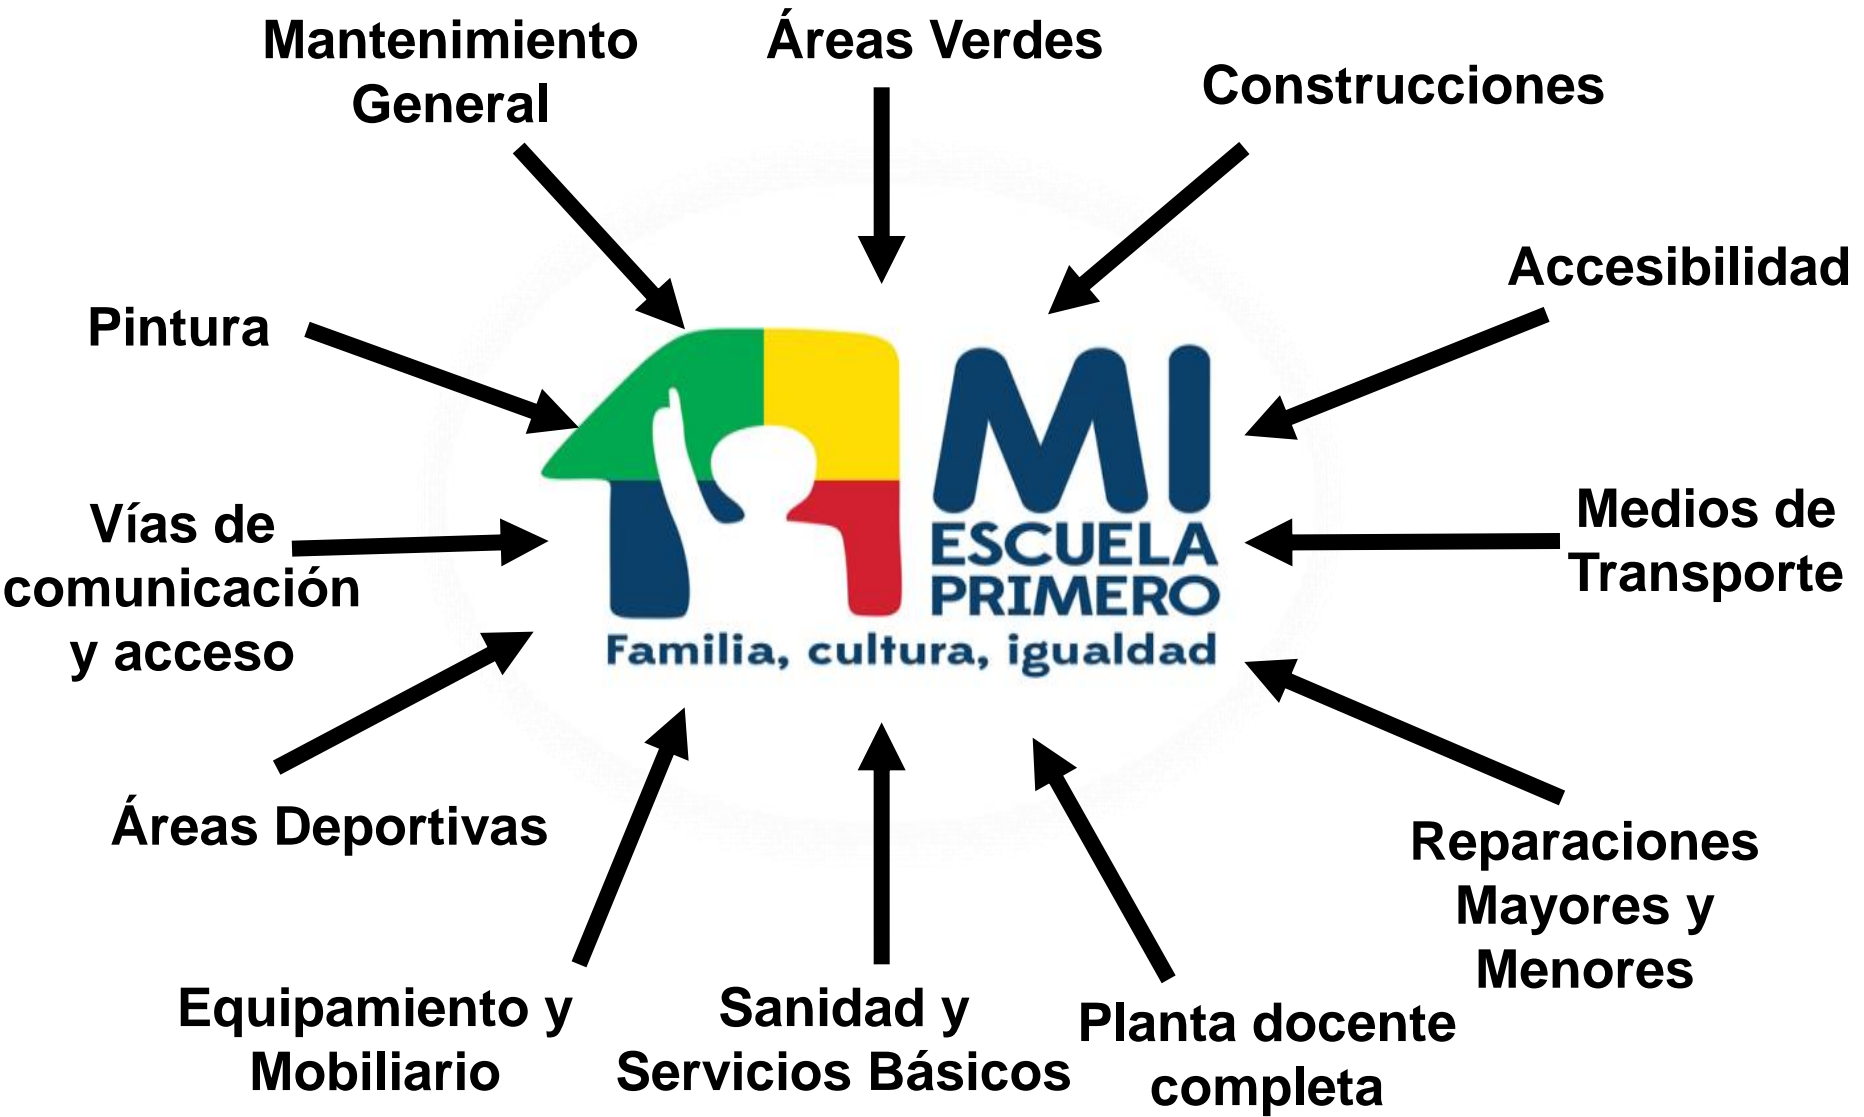 Mantenimiento
General
Áreas Verdes
Construcciones
Accesibilidad
Pintura
MI
ESCUELA
PRIMERO
Familia, cultura, igualdad
Vías de
comunicación
y acceso
Medios de
Transporte
Áreas Deportivas
Reparaciones
Mayores y
Menores
Equipamiento y
Mobiliario
Sanidad y
Servicios Básicos
Planta docente
completa